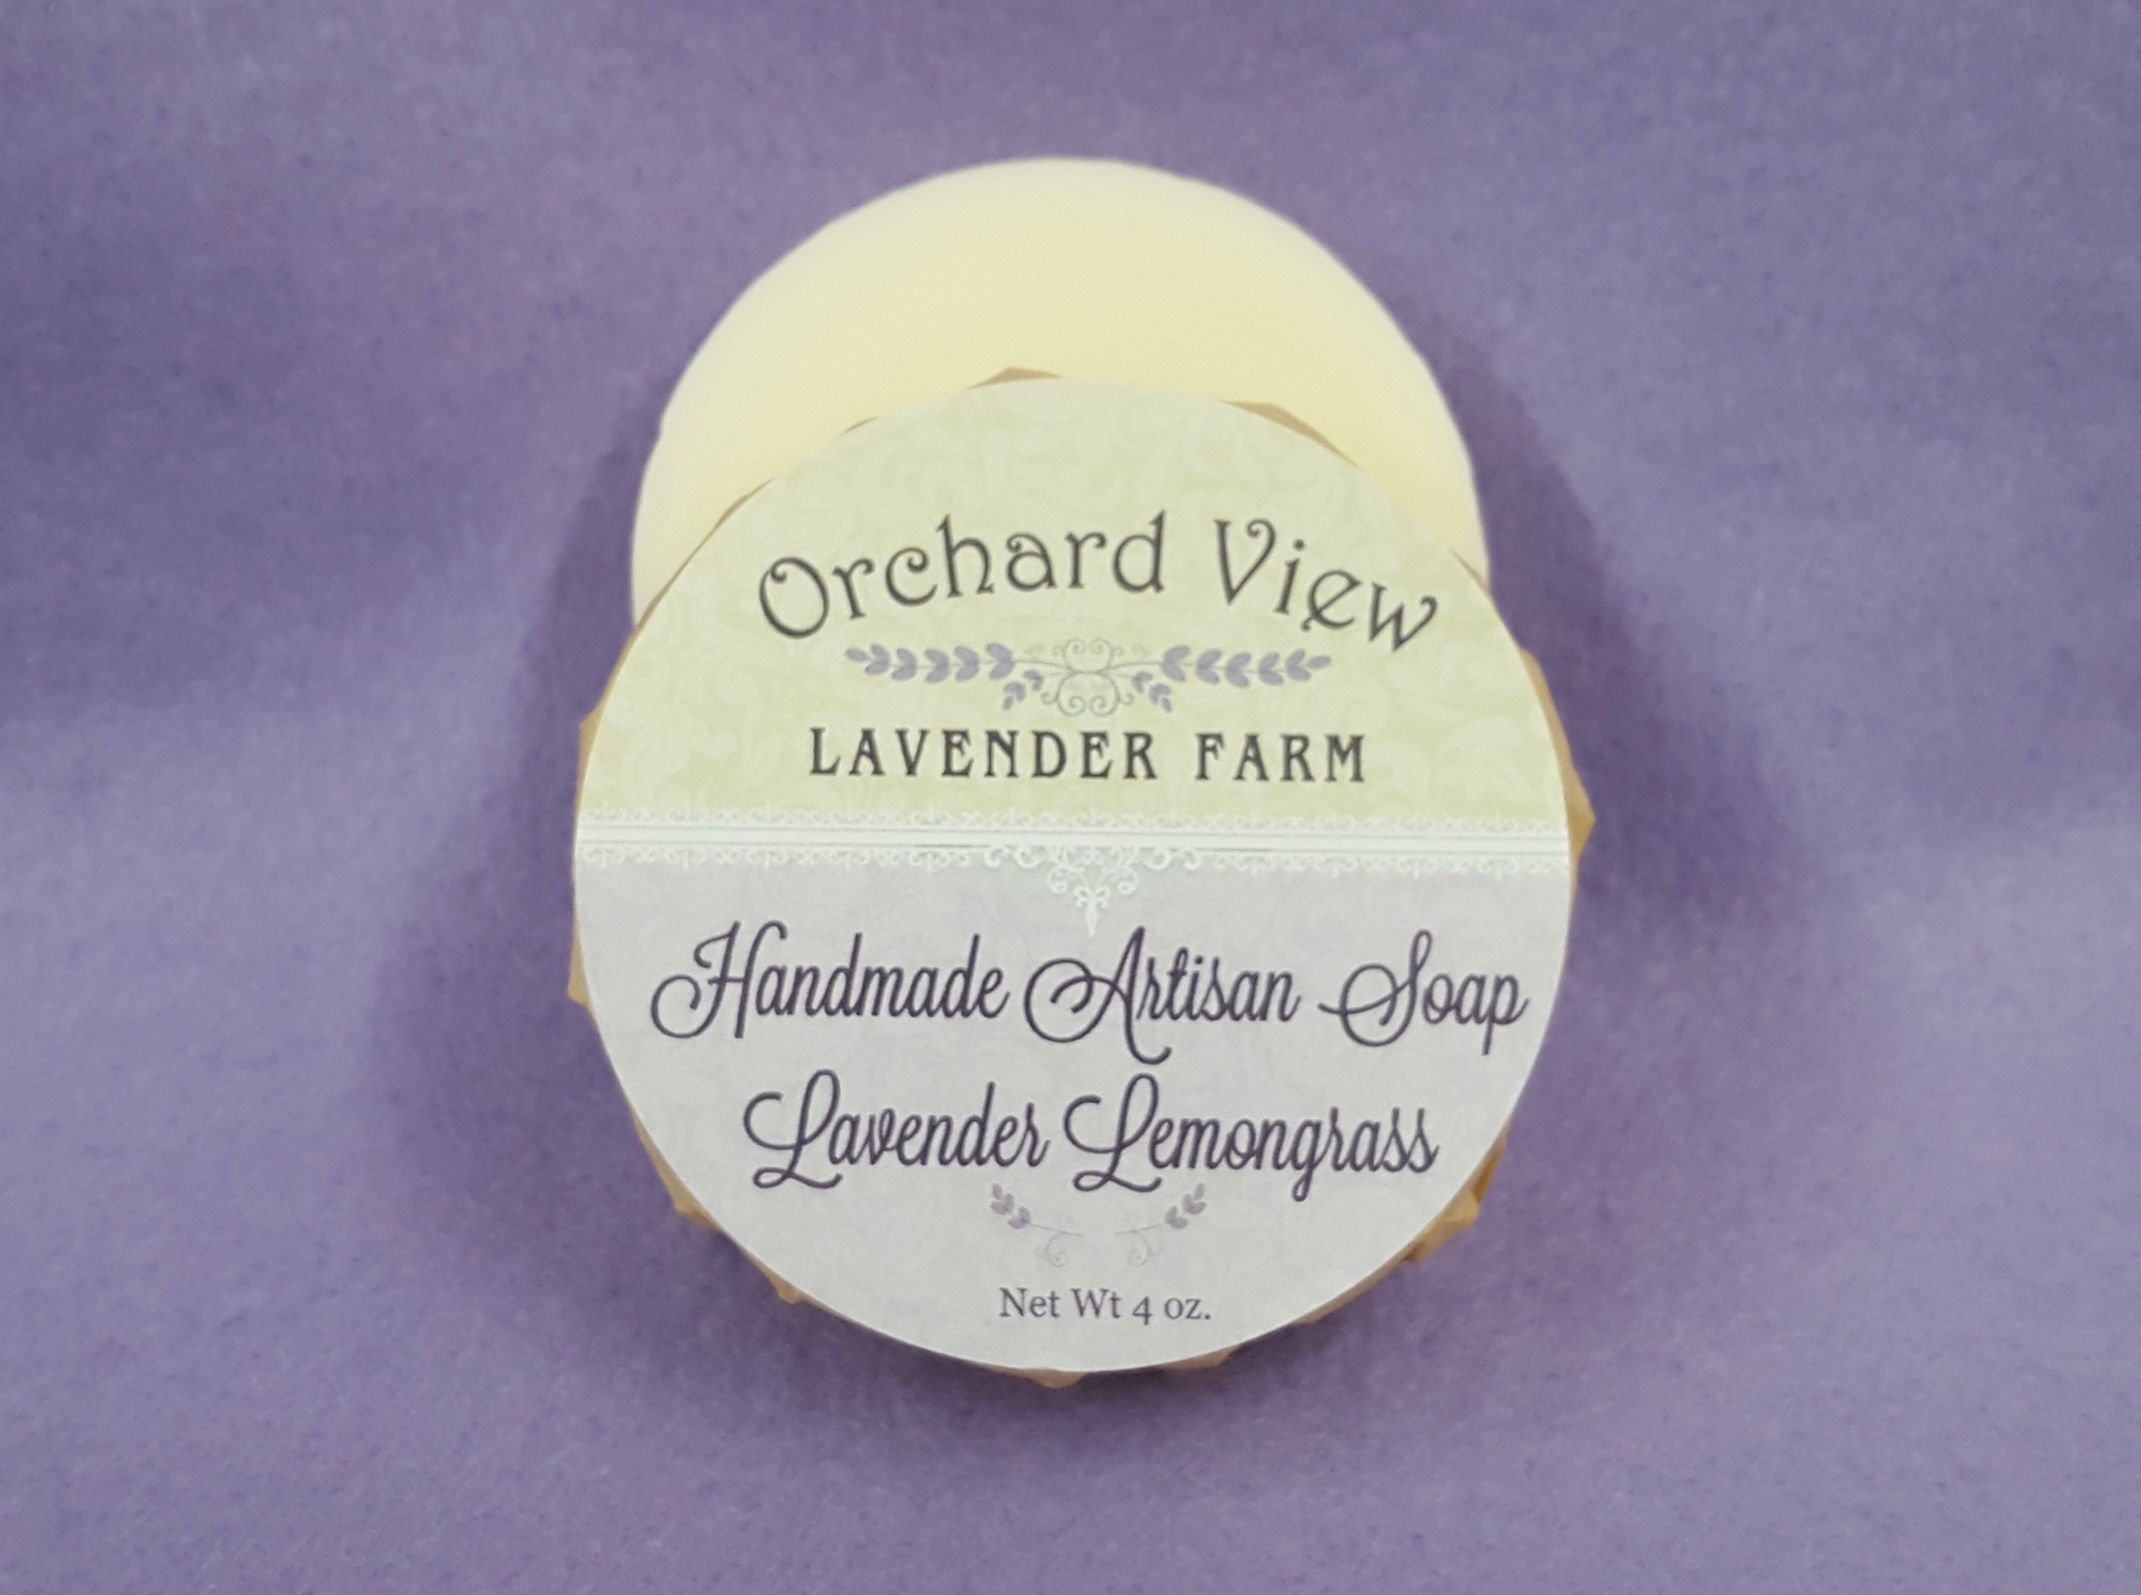 Orchard View
LAVENDER FARM
Handmade Artisan Soap
Lavender Lemongrass
Net Wt 4 oz.